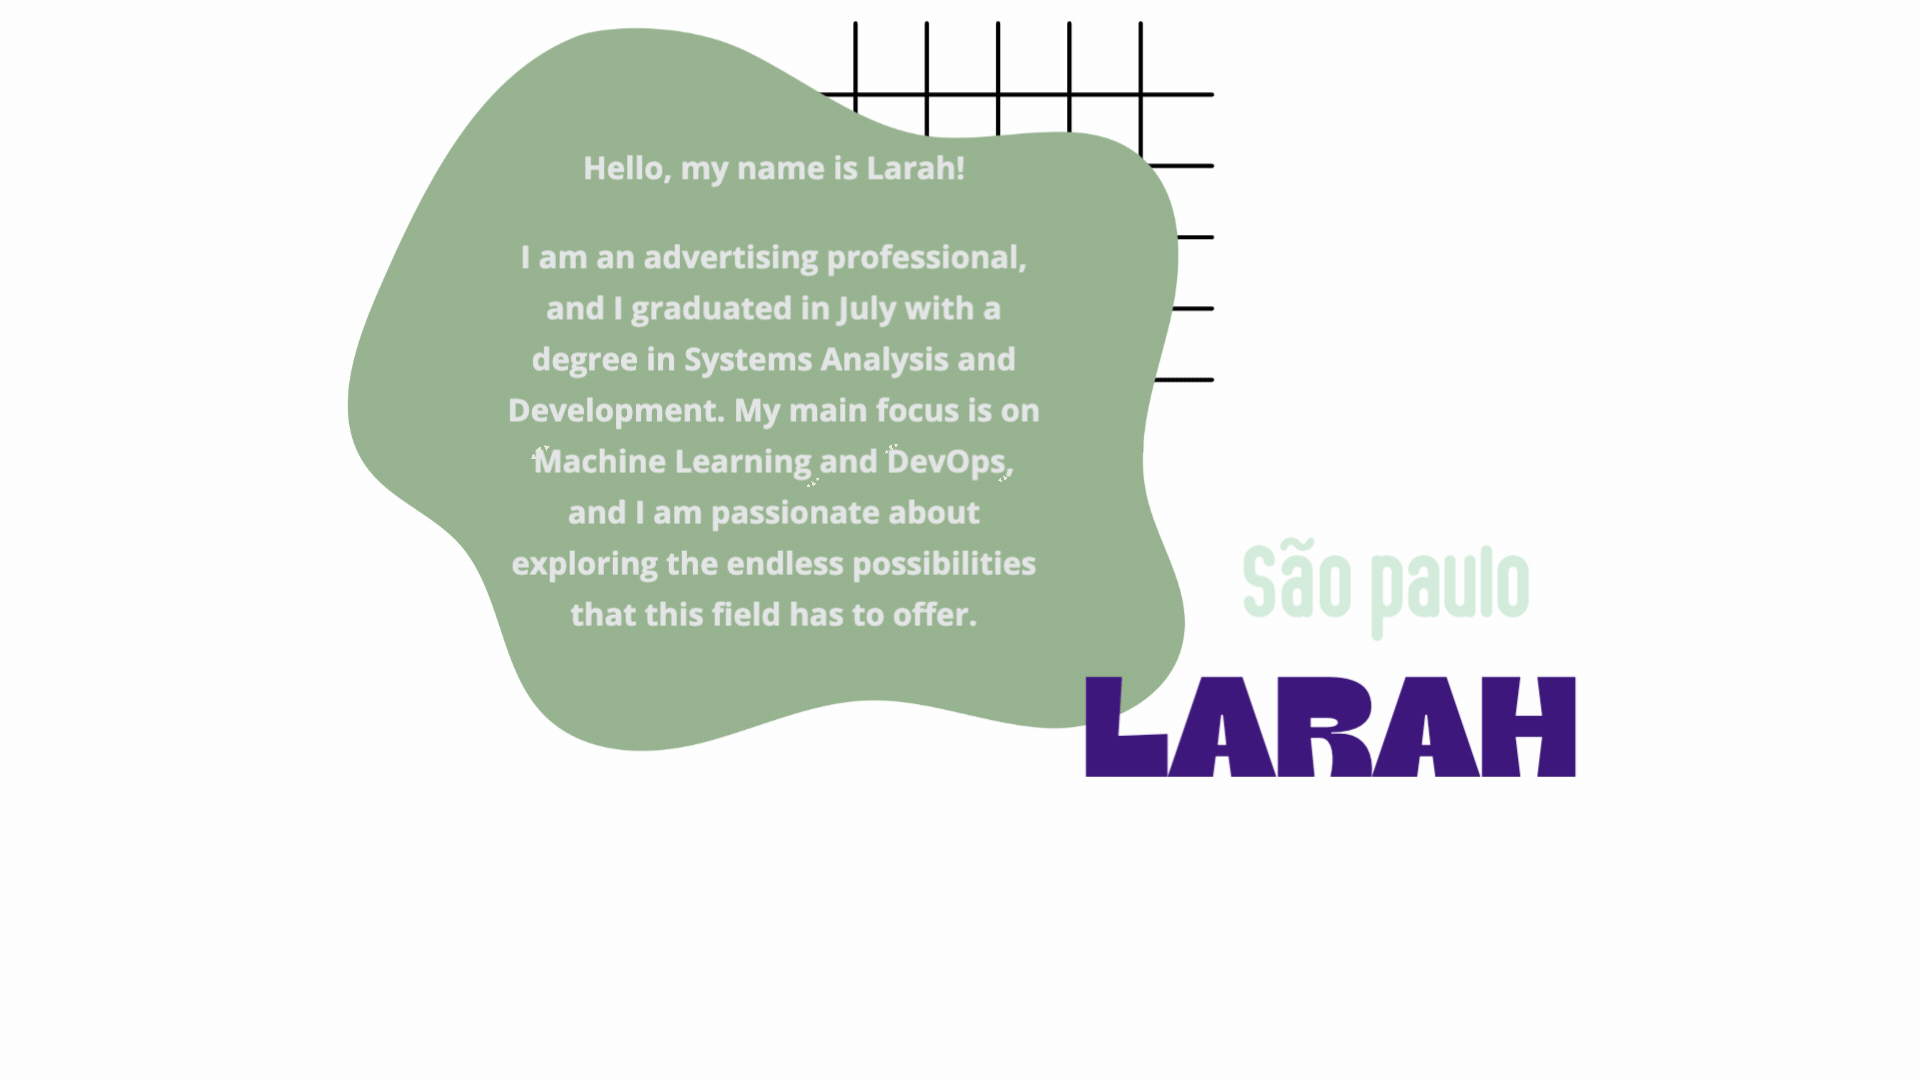 Hello, my name is Larah!
I am an advertising professional,
and I graduated in July with a
degree in Systems Analysis and
Development. My main focus is on
Machine Learning and DevOps,
and I am passionate about
exploring the endless possibilities
that this field has to offer.
São paulo
LARAH